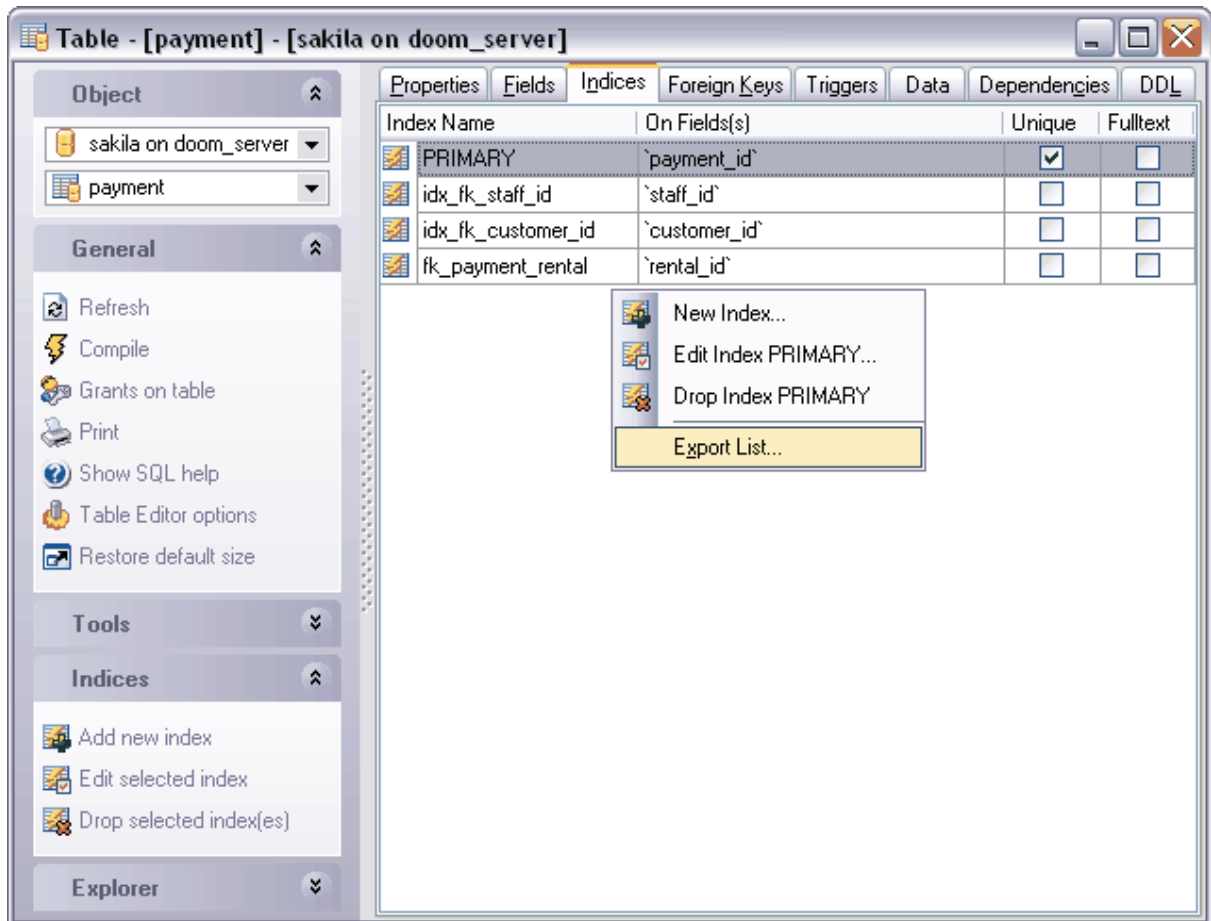 Table - [payment] - [sakila on doom_server]
Object
sakila on doom_server
payment
General
Refresh
Compile
Grants on table
Print
Show SQL help
Table Editor options
Restore default size
Tools
Indices
Add new index
Edit selected index
Drop selected index(es)
Explorer
Properties Fields Indices Foreign Keys Triggers Data Dependencies DDL
Index Name On Fields(s) Unique Fulltext
PRIMARY `payment_id`
idx_fk_staff_id `staff_id`
idx_fk_customer_id `customer_id`
fk_payment_rental `rental_id`
New Index...
Edit Index PRIMARY...
Drop Index PRIMARY
Export List...